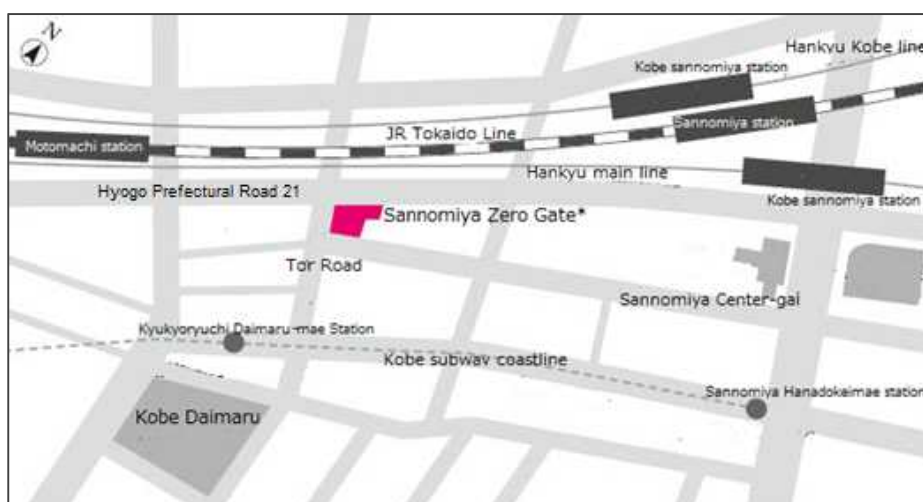 N
Hankyu Kobe line
Kobe sannomiya station
Sannomiya station
JR Tokaido Line
Motomachi station
Hankyu main line
Hyogo Prefectural Road 21
Kobe sannomiya station
Sannomiya Zero Gate*
Tor Road
Sannomiya Center-gai
Kyukyoryuchi Daimaru-mae Station
Kobe subway coastline
Sannomiya Hanadokeimae station
Kobe Daimaru